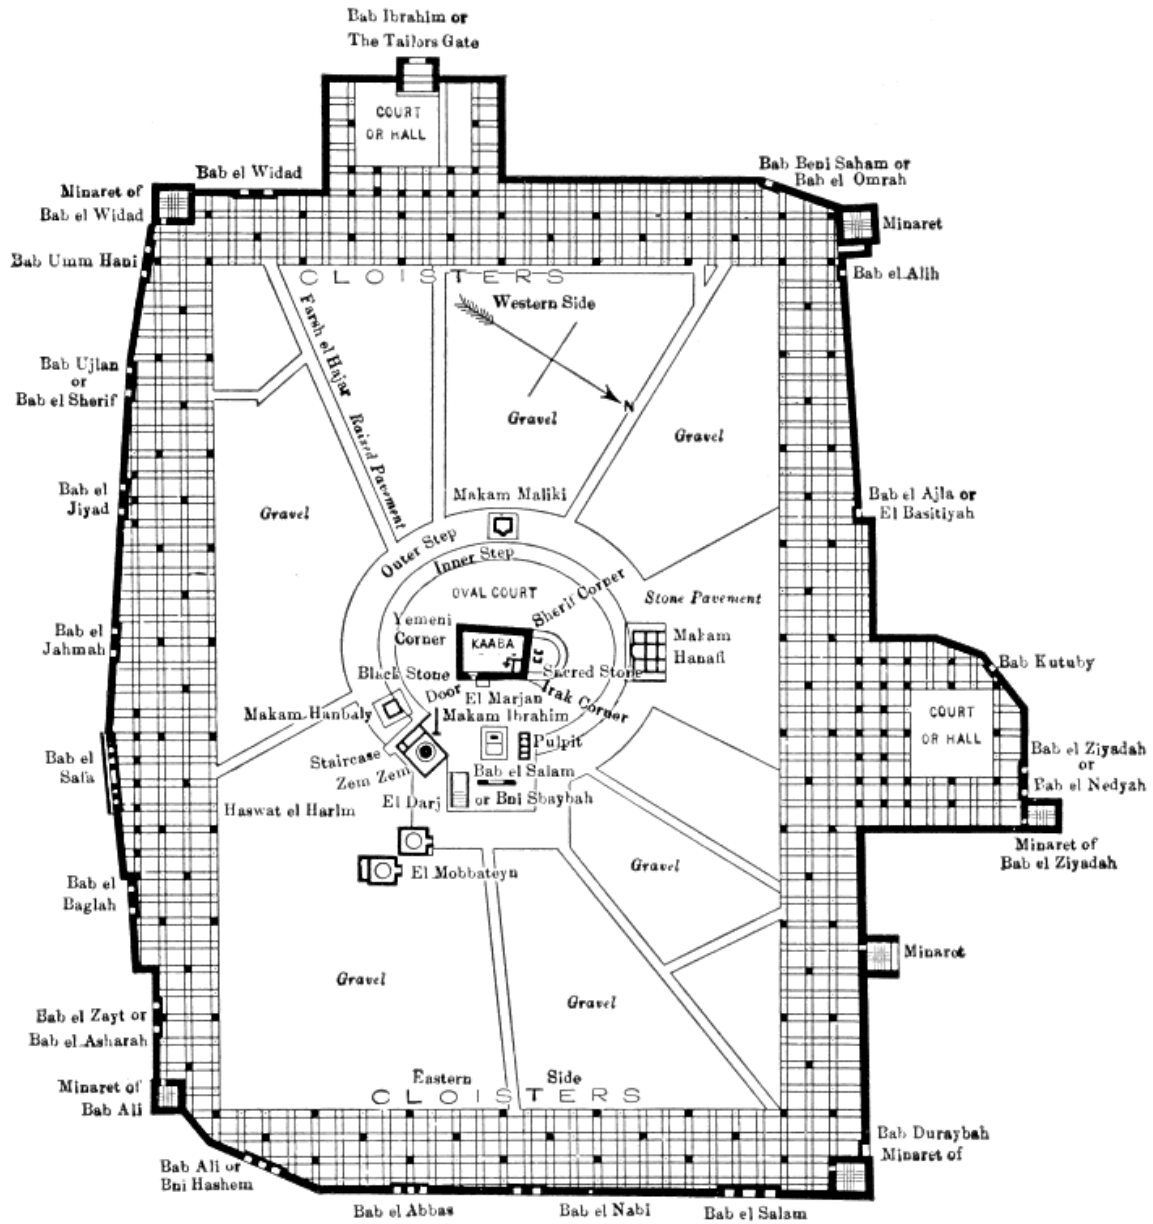 Bab Ibrahim or
The Tailors Gate
COURT
OR HALL
Bab el Widad
Bab Beni Saham or
Bab el Omrah
Minaret of
Bab el Widad
Minaret
Bab Umm Hani
CLOISTERS
Bab el Alih
Western Side
Farsh el Hajar
Raised Pavement
N
Bab Ujlan
or
Bab el Sherif
Gravel
Gravel
Bab el
Jiyad
Gravel
Makam Maliki
Bab el Ajla or
El Basitiyah
Outer Step
Inner Step
OVAL COURT
Sherif Corner
Stone Pavement
Yemeni
Corner
KAABA
Bab el
Jahmah
Makam
Hanafi
Bab Kutuby
Black Stone
Sacred Stone
Door
El Marjan
Irak Corner
Makam Hanbaly
Makam Ibrahim
COURT
OR HALL
Pulpit
Staircase
Zem Zem
Bab el Salam
or Bni Shaybah
El Darj
Bab el
Safa
Bab el Ziyadah
or
Bab el Nedyah
Haswat el Harim
Minaret of
Bab el Ziyadah
El Mobbateyn
Gravel
Bab el
Baglah
Minaret
Gravel
Gravel
Bab el Zayt or
Bab el Asharah
Eastern Side
CLOISTERS
Minaret of
Bab Ali
Bab Duraybah
Minaret of
Bab Ali or
Bni Hashem
Bab el Abbas
Bab el Nabi
Bab el Salam